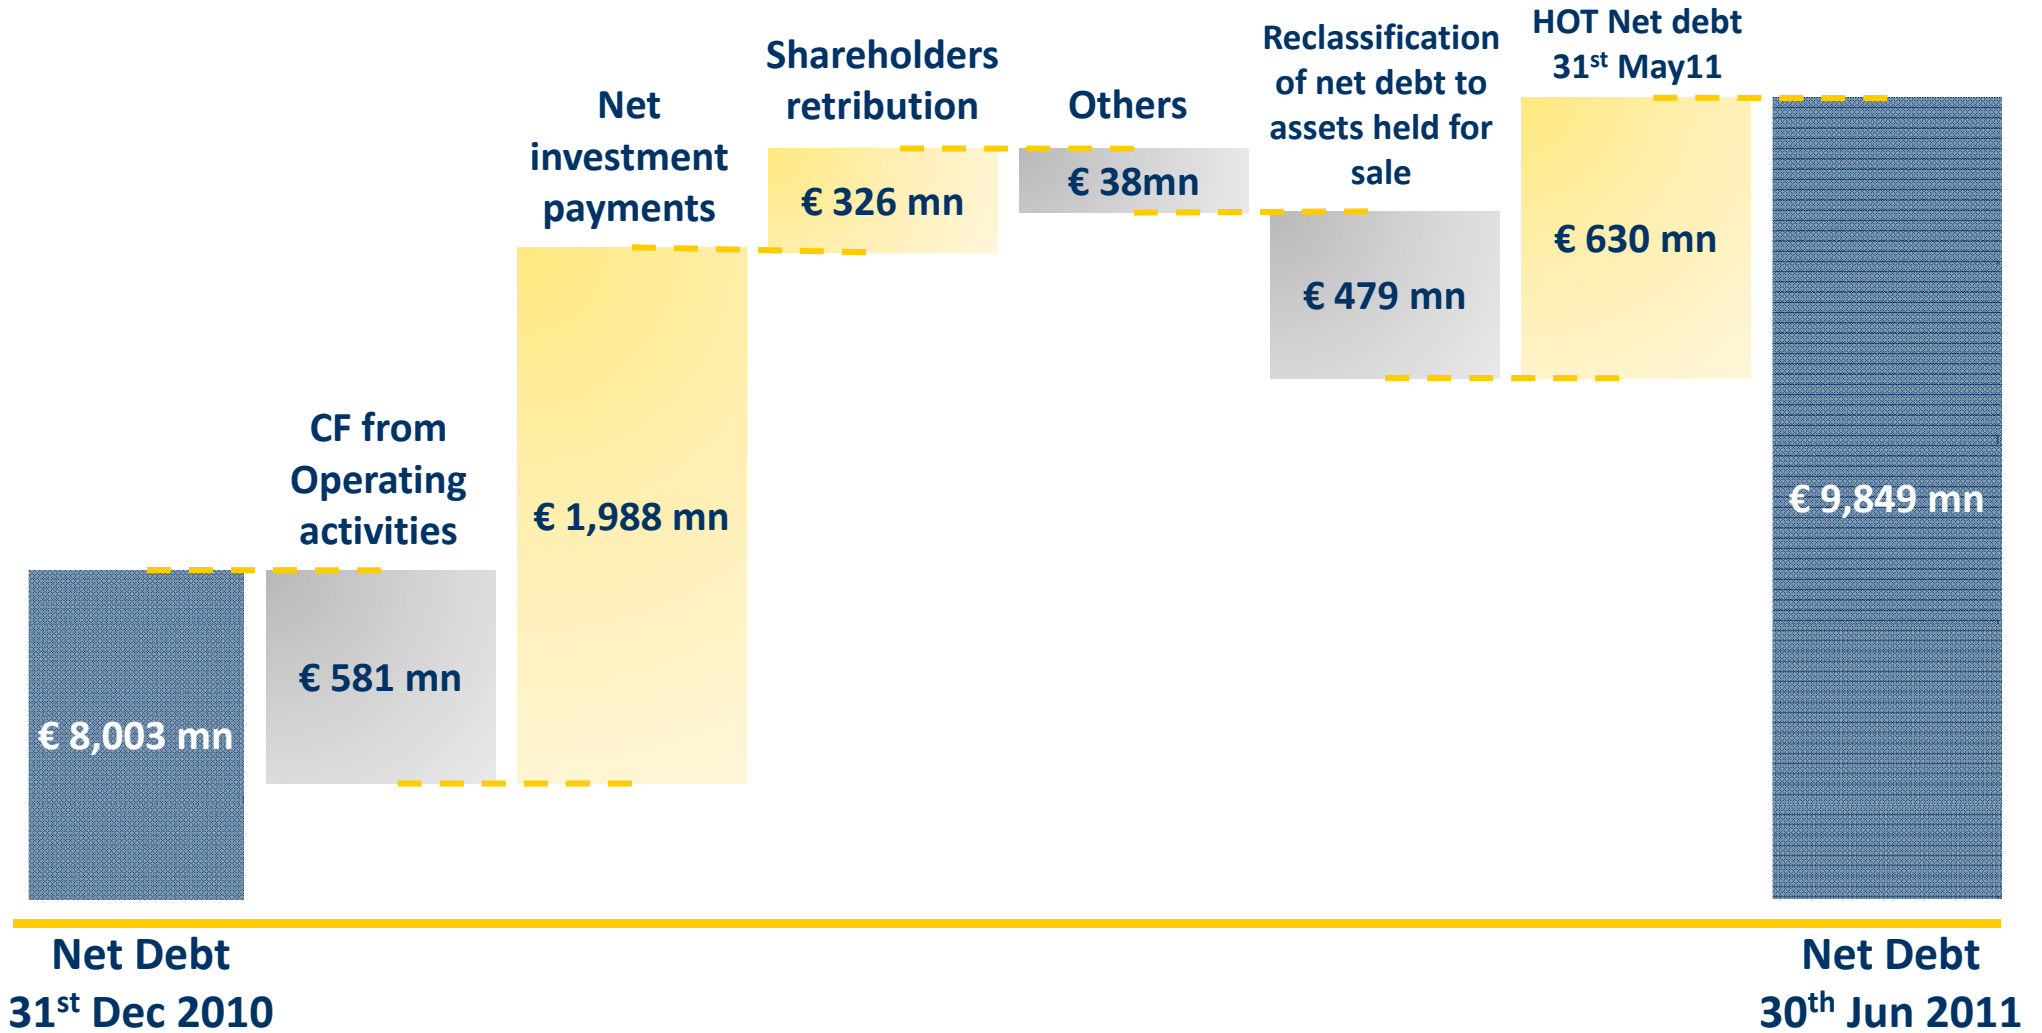 Net
investment
payments
Shareholders
retribution
Others
Reclassification
of net debt to
assets held for
sale
HOT Net debt
31st May11
CF from
Operating
activities
€ 8,003 mn
€ 581 mn
€ 1,988 mn
€ 326 mn
€ 38mn
€ 479 mn
€ 630 mn
€ 9,849 mn
Net Debt
31st Dec 2010
Net Debt
30th Jun 2011